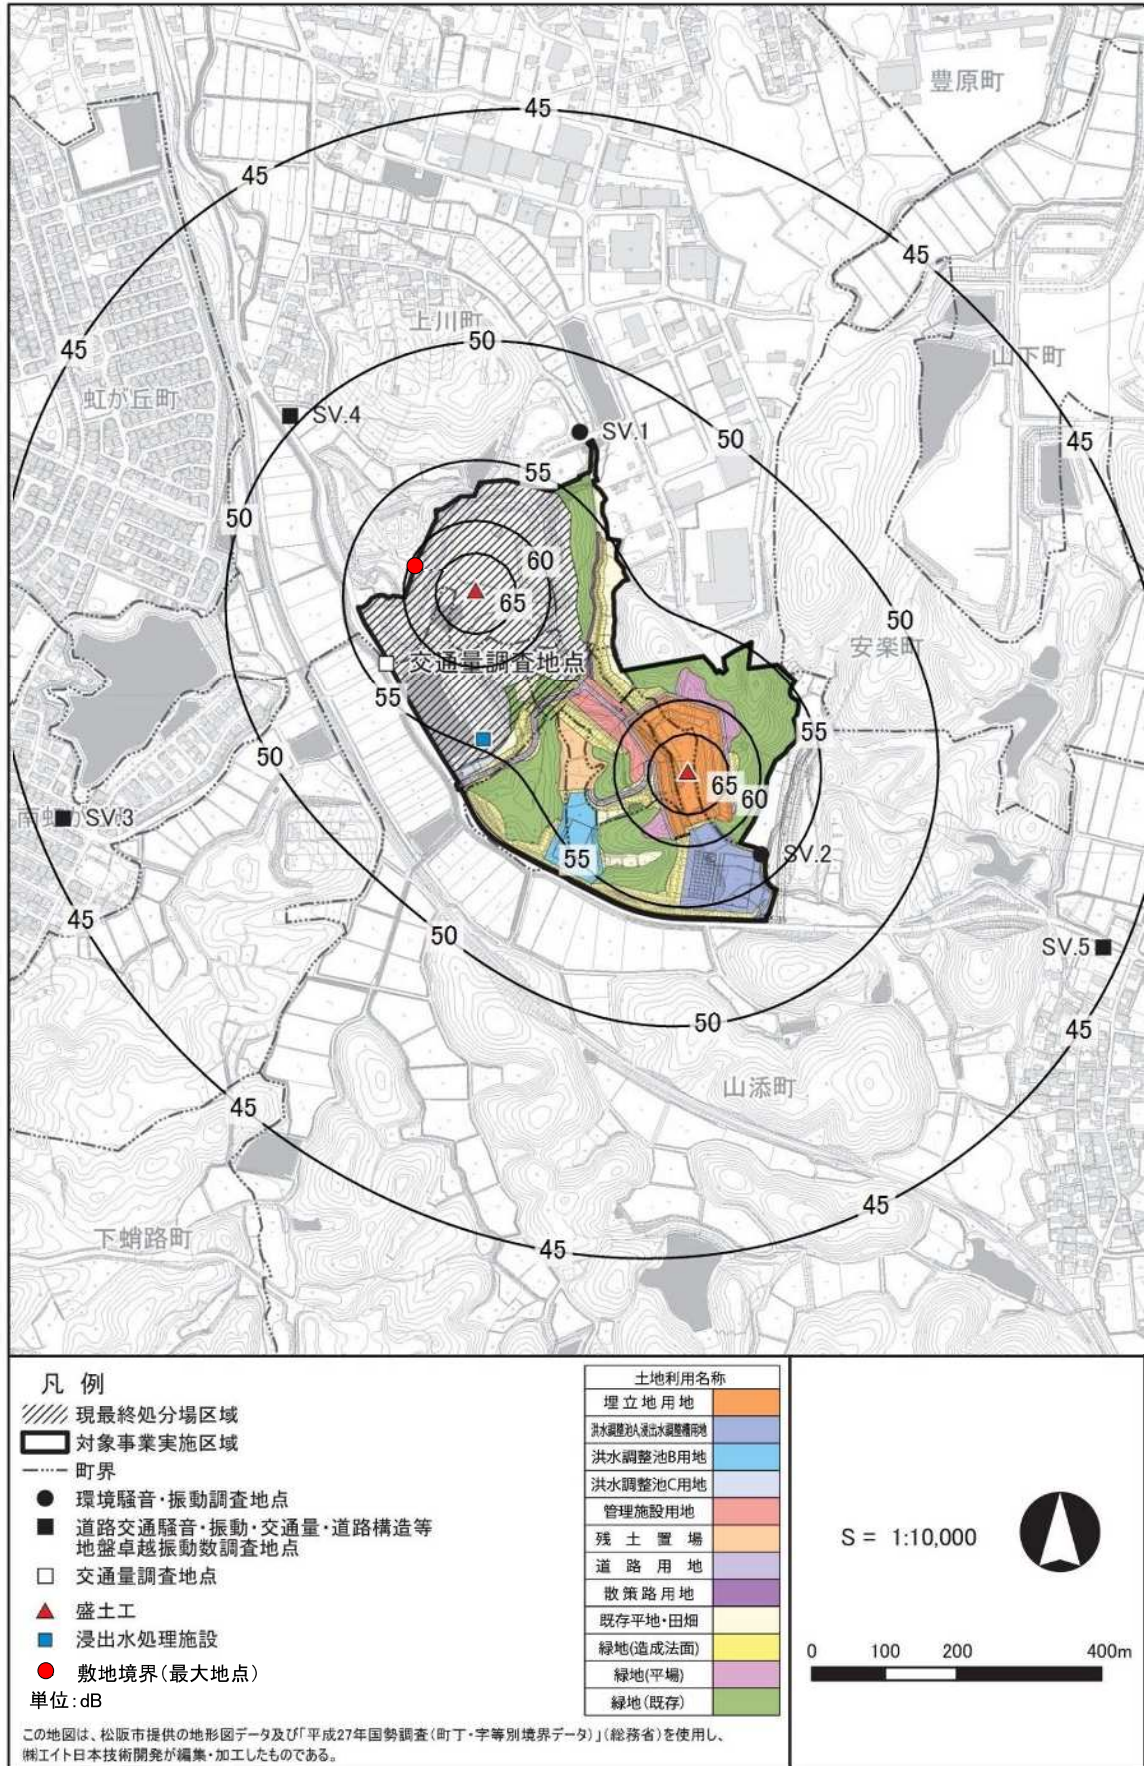 45
豊原町
45
45
上川町
50
45
山下町
虹が丘町
SV.4
SV.1
50
45
55
50
60
65
50
安楽町
交通量調査地点
55
55
50
65
60
SV.3
55
SV.2
45
50
SV.5
50
45
山添町
45
45
下蛸路町
45
凡 例
現最終処分場区域
対象事業実施区域
町界
環境騒音・振動調査地点
道路交通騒音・振動・交通量・道路構造等
地盤卓越振動数調査地点
交通量調査地点
盛土工
浸出水処理施設
敷地境界(最大地点)
単位:dB
この地図は、松阪市提供の地形図データ及び「平成27年国勢調査(町丁・字等別境界データ)」(総務省)を使用し、
㈱エイト日本技術開発が編集・加工したものである。
土地利用名称
埋立地用地
洪水調整池A,浸出水調整槽用地
洪水調整池B用地
洪水調整池C用地
管理施設用地
残 土 置 場
道 路 用 地
散策路用地
既存平地・田畑
緑地(造成法面)
緑地(平場)
緑地(既存)
S = 1:10,000
0 100 200 400m